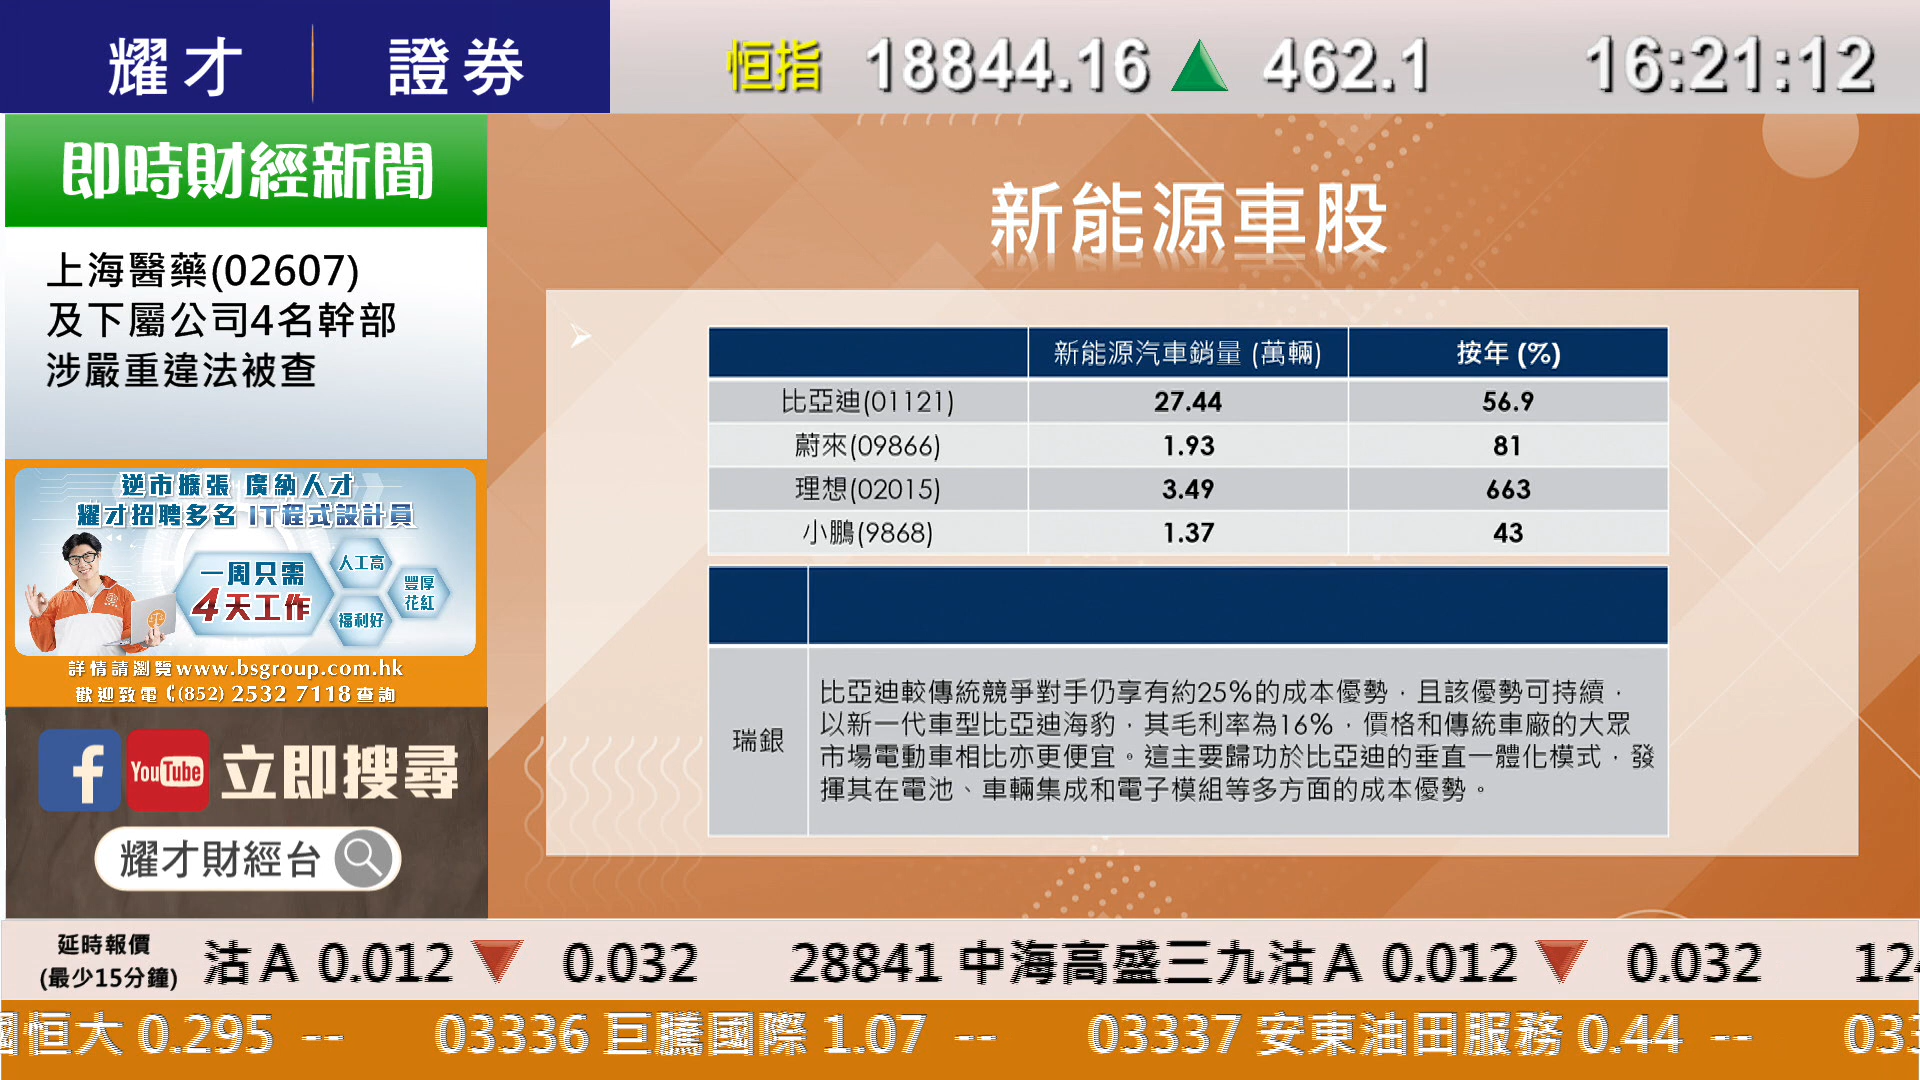 耀才 證券
恒指 18844.16 ▲ 462.1 16:21:12
即時財經新聞
上海醫藥(02607)
及下屬公司4名幹部
涉嚴重違法被查
逆市擴張 廣納人才
耀才招聘多名 IT程式設計員
一周只需
4天工作
人工高
豐厚
花紅
福利好
詳情請瀏覽www.bsgroup.com.hk
歡迎致電 (852) 2532 7118 查詢
f YouTube 立即搜尋
耀才財經台
新能源車股
新能源汽車銷量 (萬輛) 按年 (%)
比亞迪(01121) 27.44 56.9
蔚來(09866) 1.93 81
理想(02015) 3.49 663
小鵬(9868) 1.37 43
瑞銀
比亞迪較傳統競爭對手仍享有約25%的成本優勢，且該優勢可持續，
以新一代車型比亞迪海豹，其毛利率為16%，價格和傳統車廠的大眾
市場電動車相比亦更便宜。這主要歸功於比亞迪的垂直一體化模式，發
揮其在電池、車輛集成和電子模組等多方面的成本優勢。
延時報價
(最少15分鐘)
沽A 0.012 ▼ 0.032 28841 中海高盛三九沽A 0.012 ▼ 0.032 12
國恒大 0.295 -- 03336 巨騰國際 1.07 -- 03337 安東油田服務 0.44 -- 033